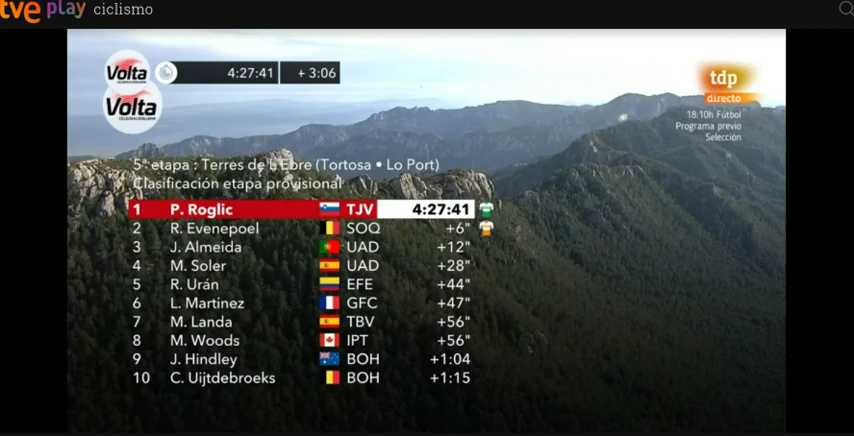 tve play ciclismo
Volta
4:27:41 + 3:06
Volta
CICLISTA A CATALUNYA
tdp
directo
18:10h Fútbol
Programa previo
Selección
5ª etapa : Terres de L'Ebre (Tortosa • Lo Port)
Clasificación etapa provisional
1 P. Roglic TJV 4:27:41
2 R. Evenepoel SOQ +6"
3 J. Almeida UAD +12"
4 M. Soler UAD +28"
5 R. Urán EFE +44"
6 L. Martinez GFC +47"
7 M. Landa TBV +56"
8 M. Woods IPT +56"
9 J. Hindley BOH +1:04
10 C. Uijtdebroeks BOH +1:15